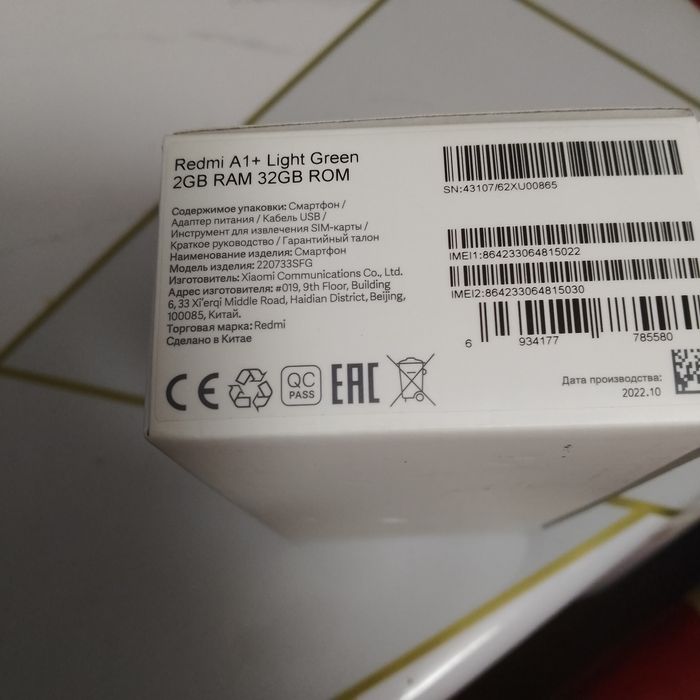 Redmi A1+ Light Green
2GB RAM 32GB ROM
Содержимое упаковки: Смартфон /
Адаптер питания / Кабель USB /
Инструмент для извлечения SIM-карты /
Краткое руководство / Гарантийный талон
Наименование изделия: Смартфон
Модель изделия: 220733SFG
Изготовитель: Xiaomi Communications Co., Ltd.
Адрес изготовителя: #019, 9th Floor, Building
6, 33 Xi'erqi Middle Road, Haidian District, Beijing,
100085, Китай.
Торговая марка: Redmi
Сделано в Китае
CE
QC
PASS
EAC
SN:43107/62XU00865
IMEI1:864233064815022
IMEI2:864233064815030
6 934177 785580
Дата производства:
2022.10